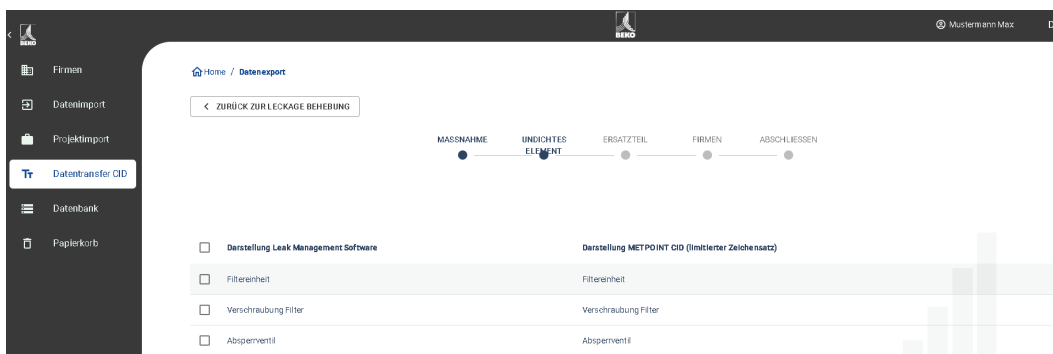 BEKO
BEKO
Mustermann Max
D
Firmen
Datenimport
Projektimport
Datentransfer CID
Datenbank
Papierkorb
Home / Datenexport
ZURÜCK ZUR LECKAGE BEHEBUNG
MASSNAHME
UNDICHTES
ELEMENT
ERSATZTEIL
FIRMEN
ABSCHLIESSEN
Darstellung Leak Management Software Darstellung METPOINT CID (limitierter Zeichensatz)
Filtereinheit Filtereinheit
Verschraubung Filter Verschraubung Filter
Absperrventil Absperrventil